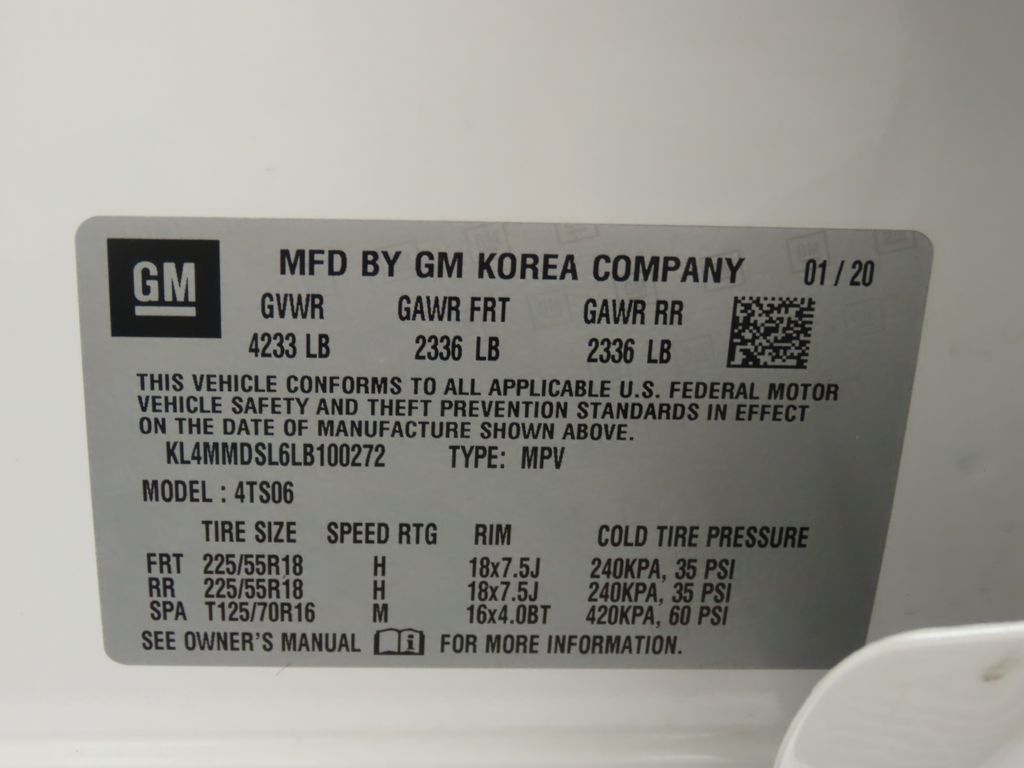 GM
MFD BY GM KOREA COMPANY 01 / 20
GVWR GAWR FRT GAWR RR
4233 LB 2336 LB 2336 LB
THIS VEHICLE CONFORMS TO ALL APPLICABLE U.S. FEDERAL MOTOR
VEHICLE SAFETY AND THEFT PREVENTION STANDARDS IN EFFECT
ON THE DATE OF MANUFACTURE SHOWN ABOVE.
KL4MMDSL6LB100272 TYPE: MPV
MODEL : 4TS06
TIRE SIZE SPEED RTG RIM COLD TIRE PRESSURE
FRT 225/55R18 H 18x7.5J 240KPA, 35 PSI
RR 225/55R18 H 18x7.5J 240KPA, 35 PSI
SPA T125/70R16 M 16x4.0BT 420KPA, 60 PSI
SEE OWNER'S MANUAL i FOR MORE INFORMATION.